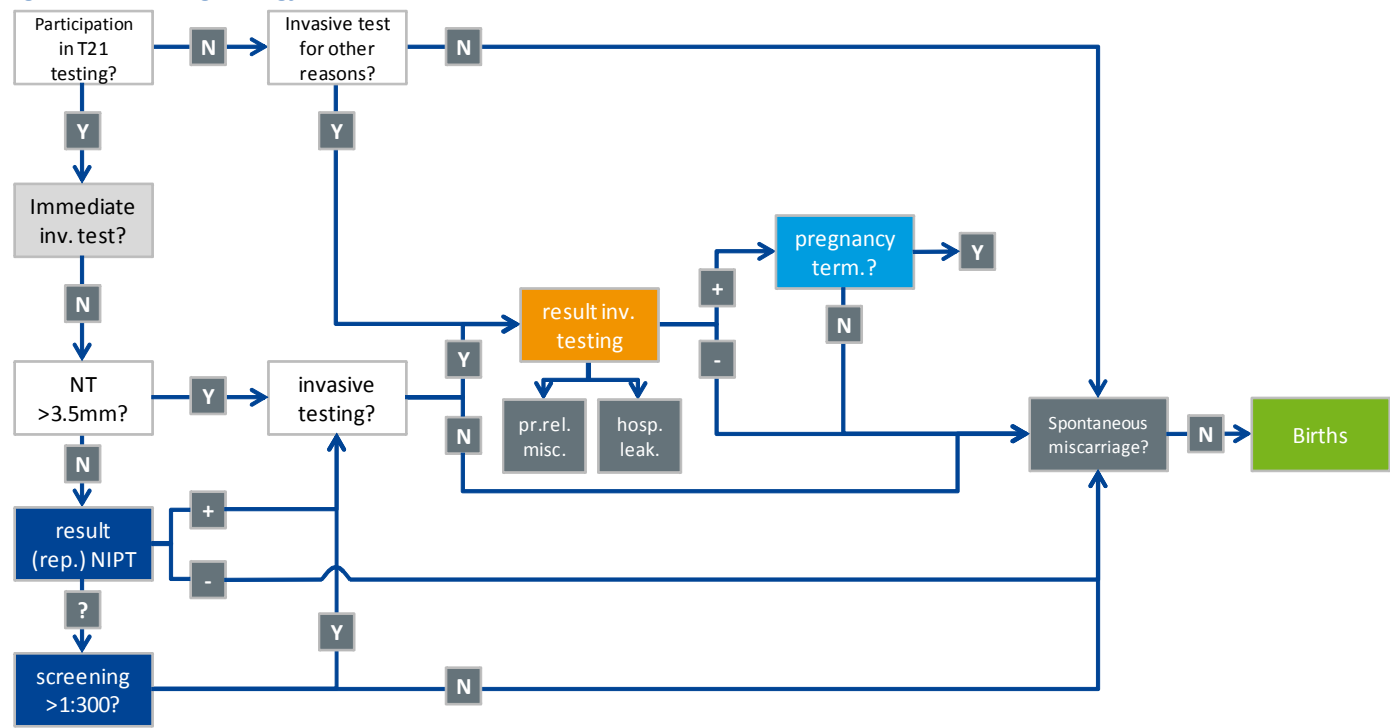 Participation
in T21
testing?
N
Invasive test
for other
reasons?
N
Y
Y
Immediate
inv. test?
N
pregnancy
term.?
Y
+
N
result inv.
testing
-
Y
NT
>3.5mm?
Y
invasive
testing?
N
pr.rel.
misc.
hosp.
leak.
Spontaneous
miscarriage?
N
Births
N
result
(rep.) NIPT
+
-
?
Y
screening
>1:300?
N